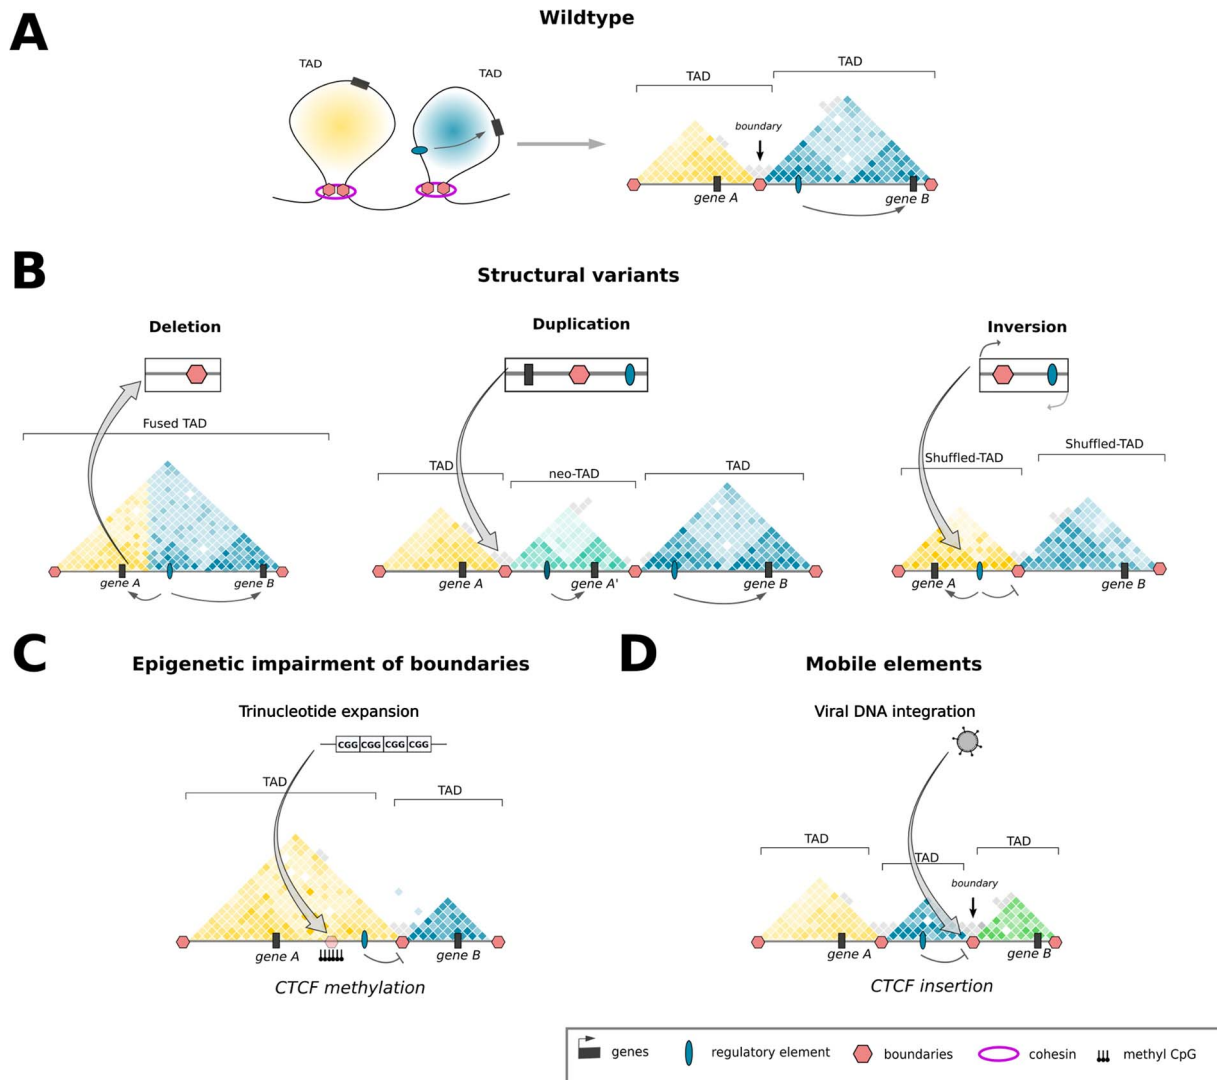 A
Wildtype
TAD
TAD
TAD
TAD
boundary
gene A
gene B
B
Structural variants
Deletion
Duplication
Inversion
Fused TAD
TAD
neo-TAD
TAD
Shuffled-TAD
Shuffled-TAD
gene A
gene B
gene A
gene A'
gene B
gene A
gene B
C
Epigenetic impairment of boundaries
Trinucleotide expansion
CGG CGG CGG CGG
TAD
TAD
gene A
gene B
CTCF methylation
D
Mobile elements
Viral DNA integration
TAD
TAD
TAD
boundary
gene A
gene B
CTCF insertion
genes
regulatory element
boundaries
cohesin
methyl CpG